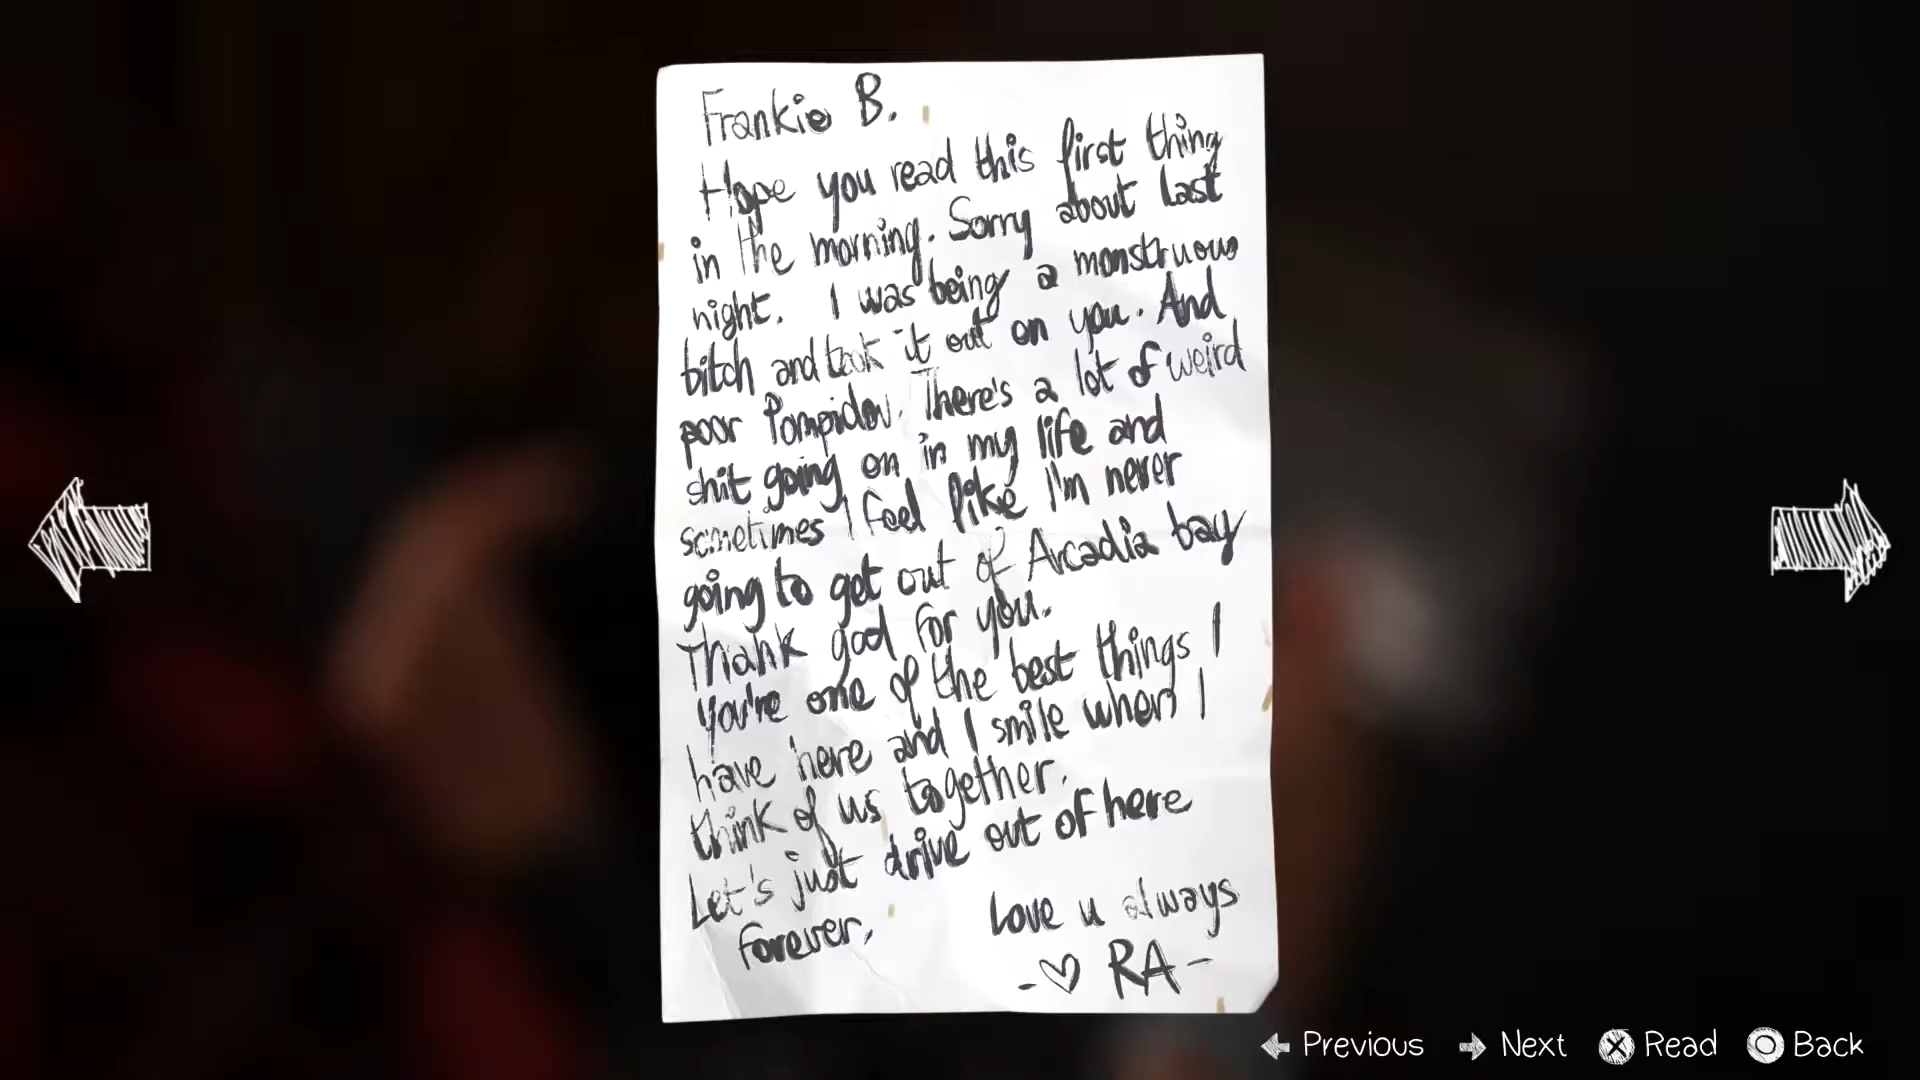 Frankie B.
Hope you read this first thing
in the morning. Sorry about last
night. I was being a monstruous
bitch and took it out on you. And
poor Pompidou. There's a lot of weird
shit going on in my life and
sometimes I feel like I'm never
going to get out of Arcadia bay
Thank god for you.
You're one of the best things I
have here and I smile when I
think of us together.
Let's just drive out of here
forever.
Love u always
-♡ RA-
Previous Next Read Back